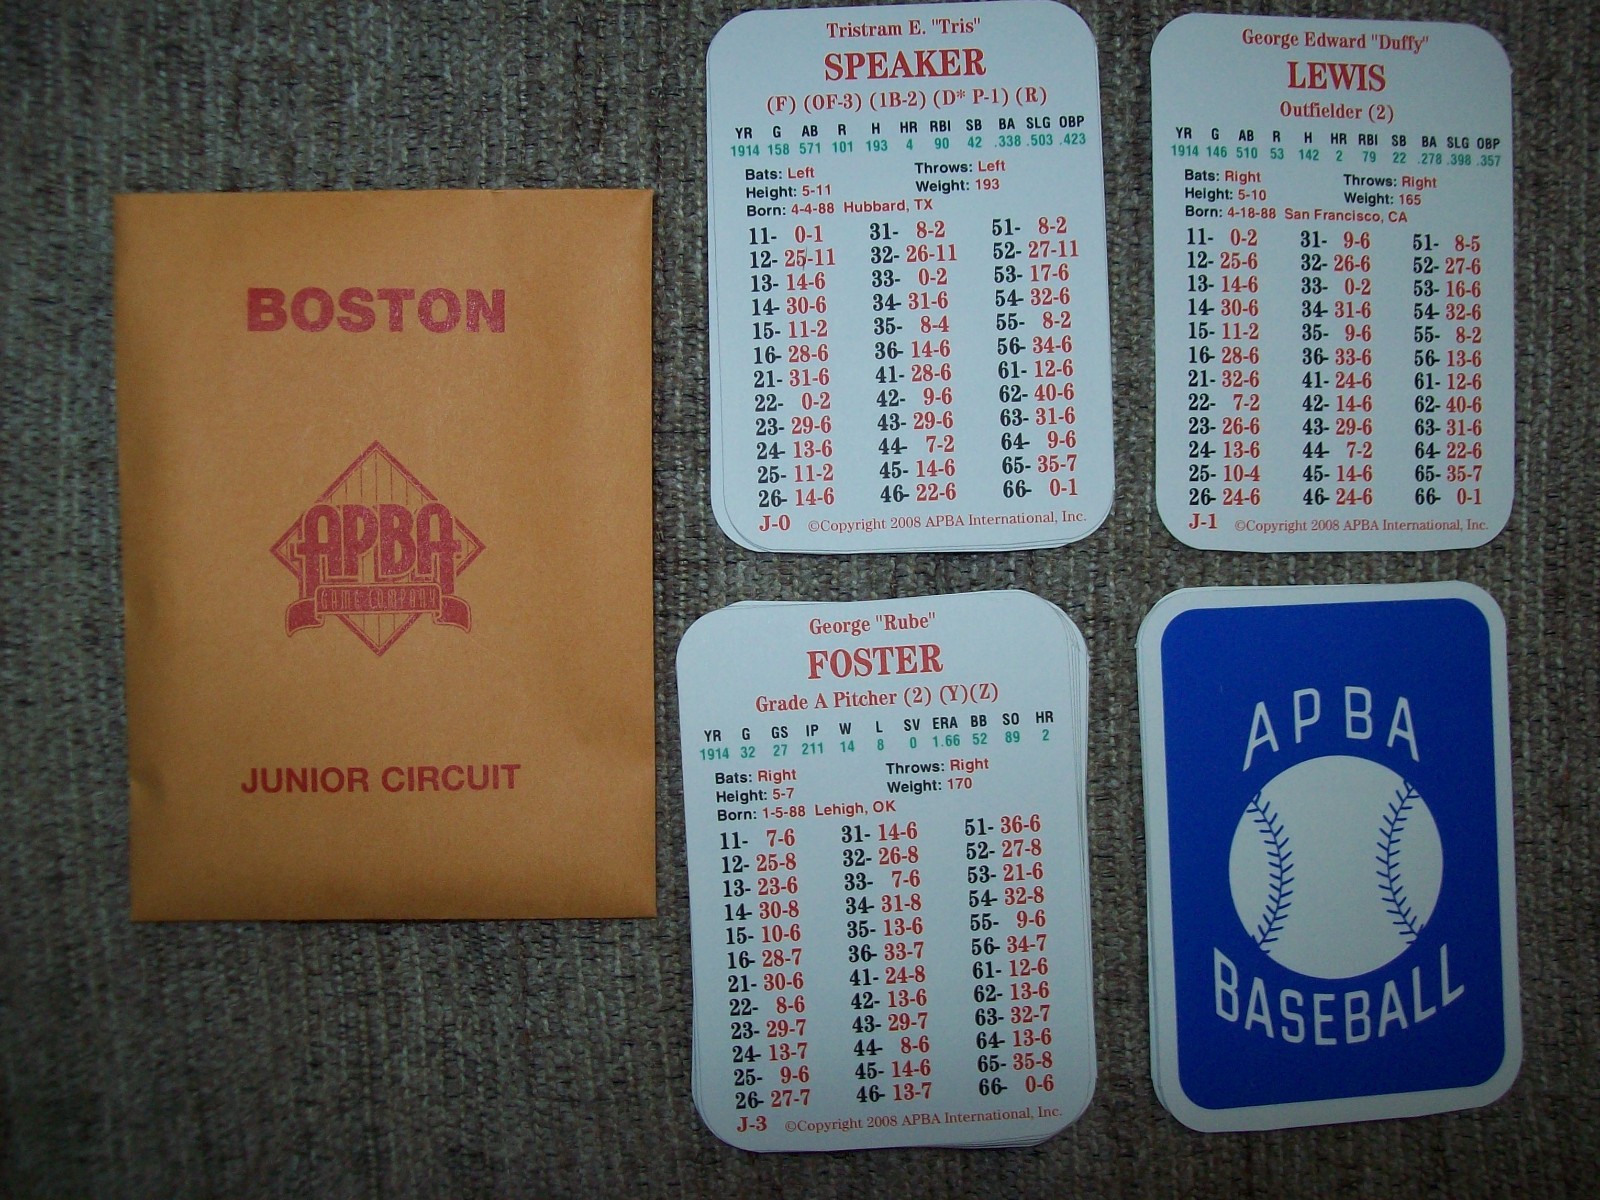 BOSTON
APBA
GAME COMPANY
JUNIOR CIRCUIT
Tristram E. "Tris"
SPEAKER
(F) (OF-3) (1B-2) (D* P-1) (R)
YR G AB R H HR RBI SB BA SLG OBP
1914 158 571 101 193 4 90 42 .338 .503 .423
Bats: Left Throws: Left
Height: 5-11 Weight: 193
Born: 4-4-88 Hubbard, TX
11- 0-1 31- 8-2 51- 8-2
12- 25-11 32- 26-11 52- 27-11
13- 14-6 33- 0-2 53- 17-6
14- 30-6 34- 31-6 54- 32-6
15- 11-2 35- 8-4 55- 8-2
16- 28-6 36- 14-6 56- 34-6
21- 31-6 41- 28-6 61- 12-6
22- 0-2 42- 9-6 62- 40-6
23- 29-6 43- 29-6 63- 31-6
24- 13-6 44- 7-2 64- 9-6
25- 11-2 45- 14-6 65- 35-7
26- 14-6 46- 22-6 66- 0-1
J-0 ©Copyright 2008 APBA International, Inc.
George Edward "Duffy"
LEWIS
Outfielder (2)
YR G AB R H HR RBI SB BA SLG OBP
1914 146 510 53 142 2 79 22 .278 .398 .357
Bats: Right Throws: Right
Height: 5-10 Weight: 165
Born: 4-18-88 San Francisco, CA
11- 0-2 31- 9-6 51- 8-5
12- 25-6 32- 26-6 52- 27-6
13- 14-6 33- 0-2 53- 16-6
14- 30-6 34- 31-6 54- 32-6
15- 11-2 35- 9-6 55- 8-2
16- 28-6 36- 33-6 56- 13-6
21- 32-6 41- 24-6 61- 12-6
22- 7-2 42- 14-6 62- 40-6
23- 26-6 43- 29-6 63- 31-6
24- 13-6 44- 7-2 64- 22-6
25- 10-4 45- 14-6 65- 35-7
26- 24-6 46- 24-6 66- 0-1
J-1 ©Copyright 2008 APBA International, Inc.
George "Rube"
FOSTER
Grade A Pitcher (2) (Y)(Z)
YR G GS IP W L SV ERA BB SO HR
1914 32 27 211 14 8 0 1.66 52 89 2
Bats: Right Throws: Right
Height: 5-7 Weight: 170
Born: 1-5-88 Lehigh, OK
11- 7-6 31- 14-6 51- 36-6
12- 25-8 32- 26-8 52- 27-8
13- 23-6 33- 7-6 53- 21-6
14- 30-8 34- 31-8 54- 32-8
15- 10-6 35- 13-6 55- 9-6
16- 28-7 36- 33-7 56- 34-7
21- 30-6 41- 24-8 61- 12-6
22- 8-6 42- 13-6 62- 13-6
23- 29-7 43- 29-7 63- 32-7
24- 13-7 44- 8-6 64- 13-6
25- 9-6 45- 14-6 65- 35-8
26- 27-7 46- 13-7 66- 0-6
J-3 ©Copyright 2008 APBA International, Inc.
APBA
BASEBALL